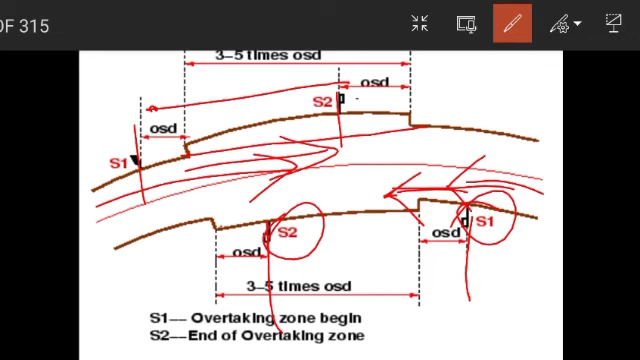 OF 315
3–5 times osd
osd
S2
osd
S1
S2
S1
osd
osd
3–5 times osd
S1–– Overtaking zone begin
S2––End of Overtaking zone